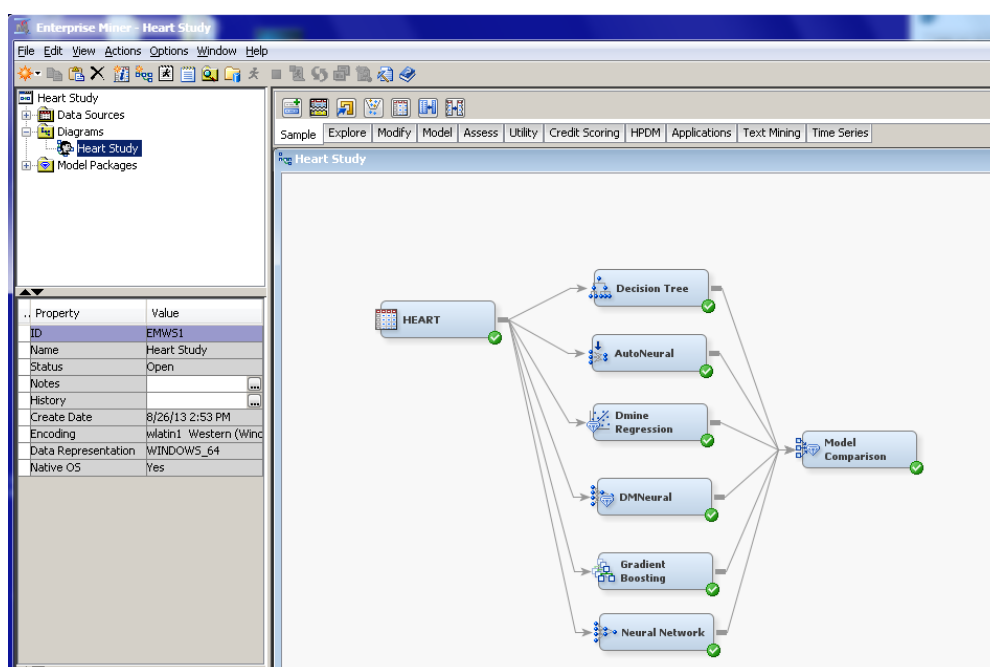 Enterprise Miner - Heart Study
File Edit View Actions Options Window Help
Heart Study
Data Sources
Diagrams
Heart Study
Model Packages
Sample Explore Modify Model Assess Utility Credit Scoring HPDM Applications Text Mining Time Series
Heart Study
.. Property Value
ID EMWS1
Name Heart Study
Status Open
Notes ...
History ...
Create Date 8/26/13 2:53 PM
Encoding wlatin1 Western (Winc
Data Representation WINDOWS_64
Native OS Yes
HEART
Decision Tree
AutoNeural
Dmine
Regression
DMNeural
Gradient
Boosting
Neural Network
Model
Comparison